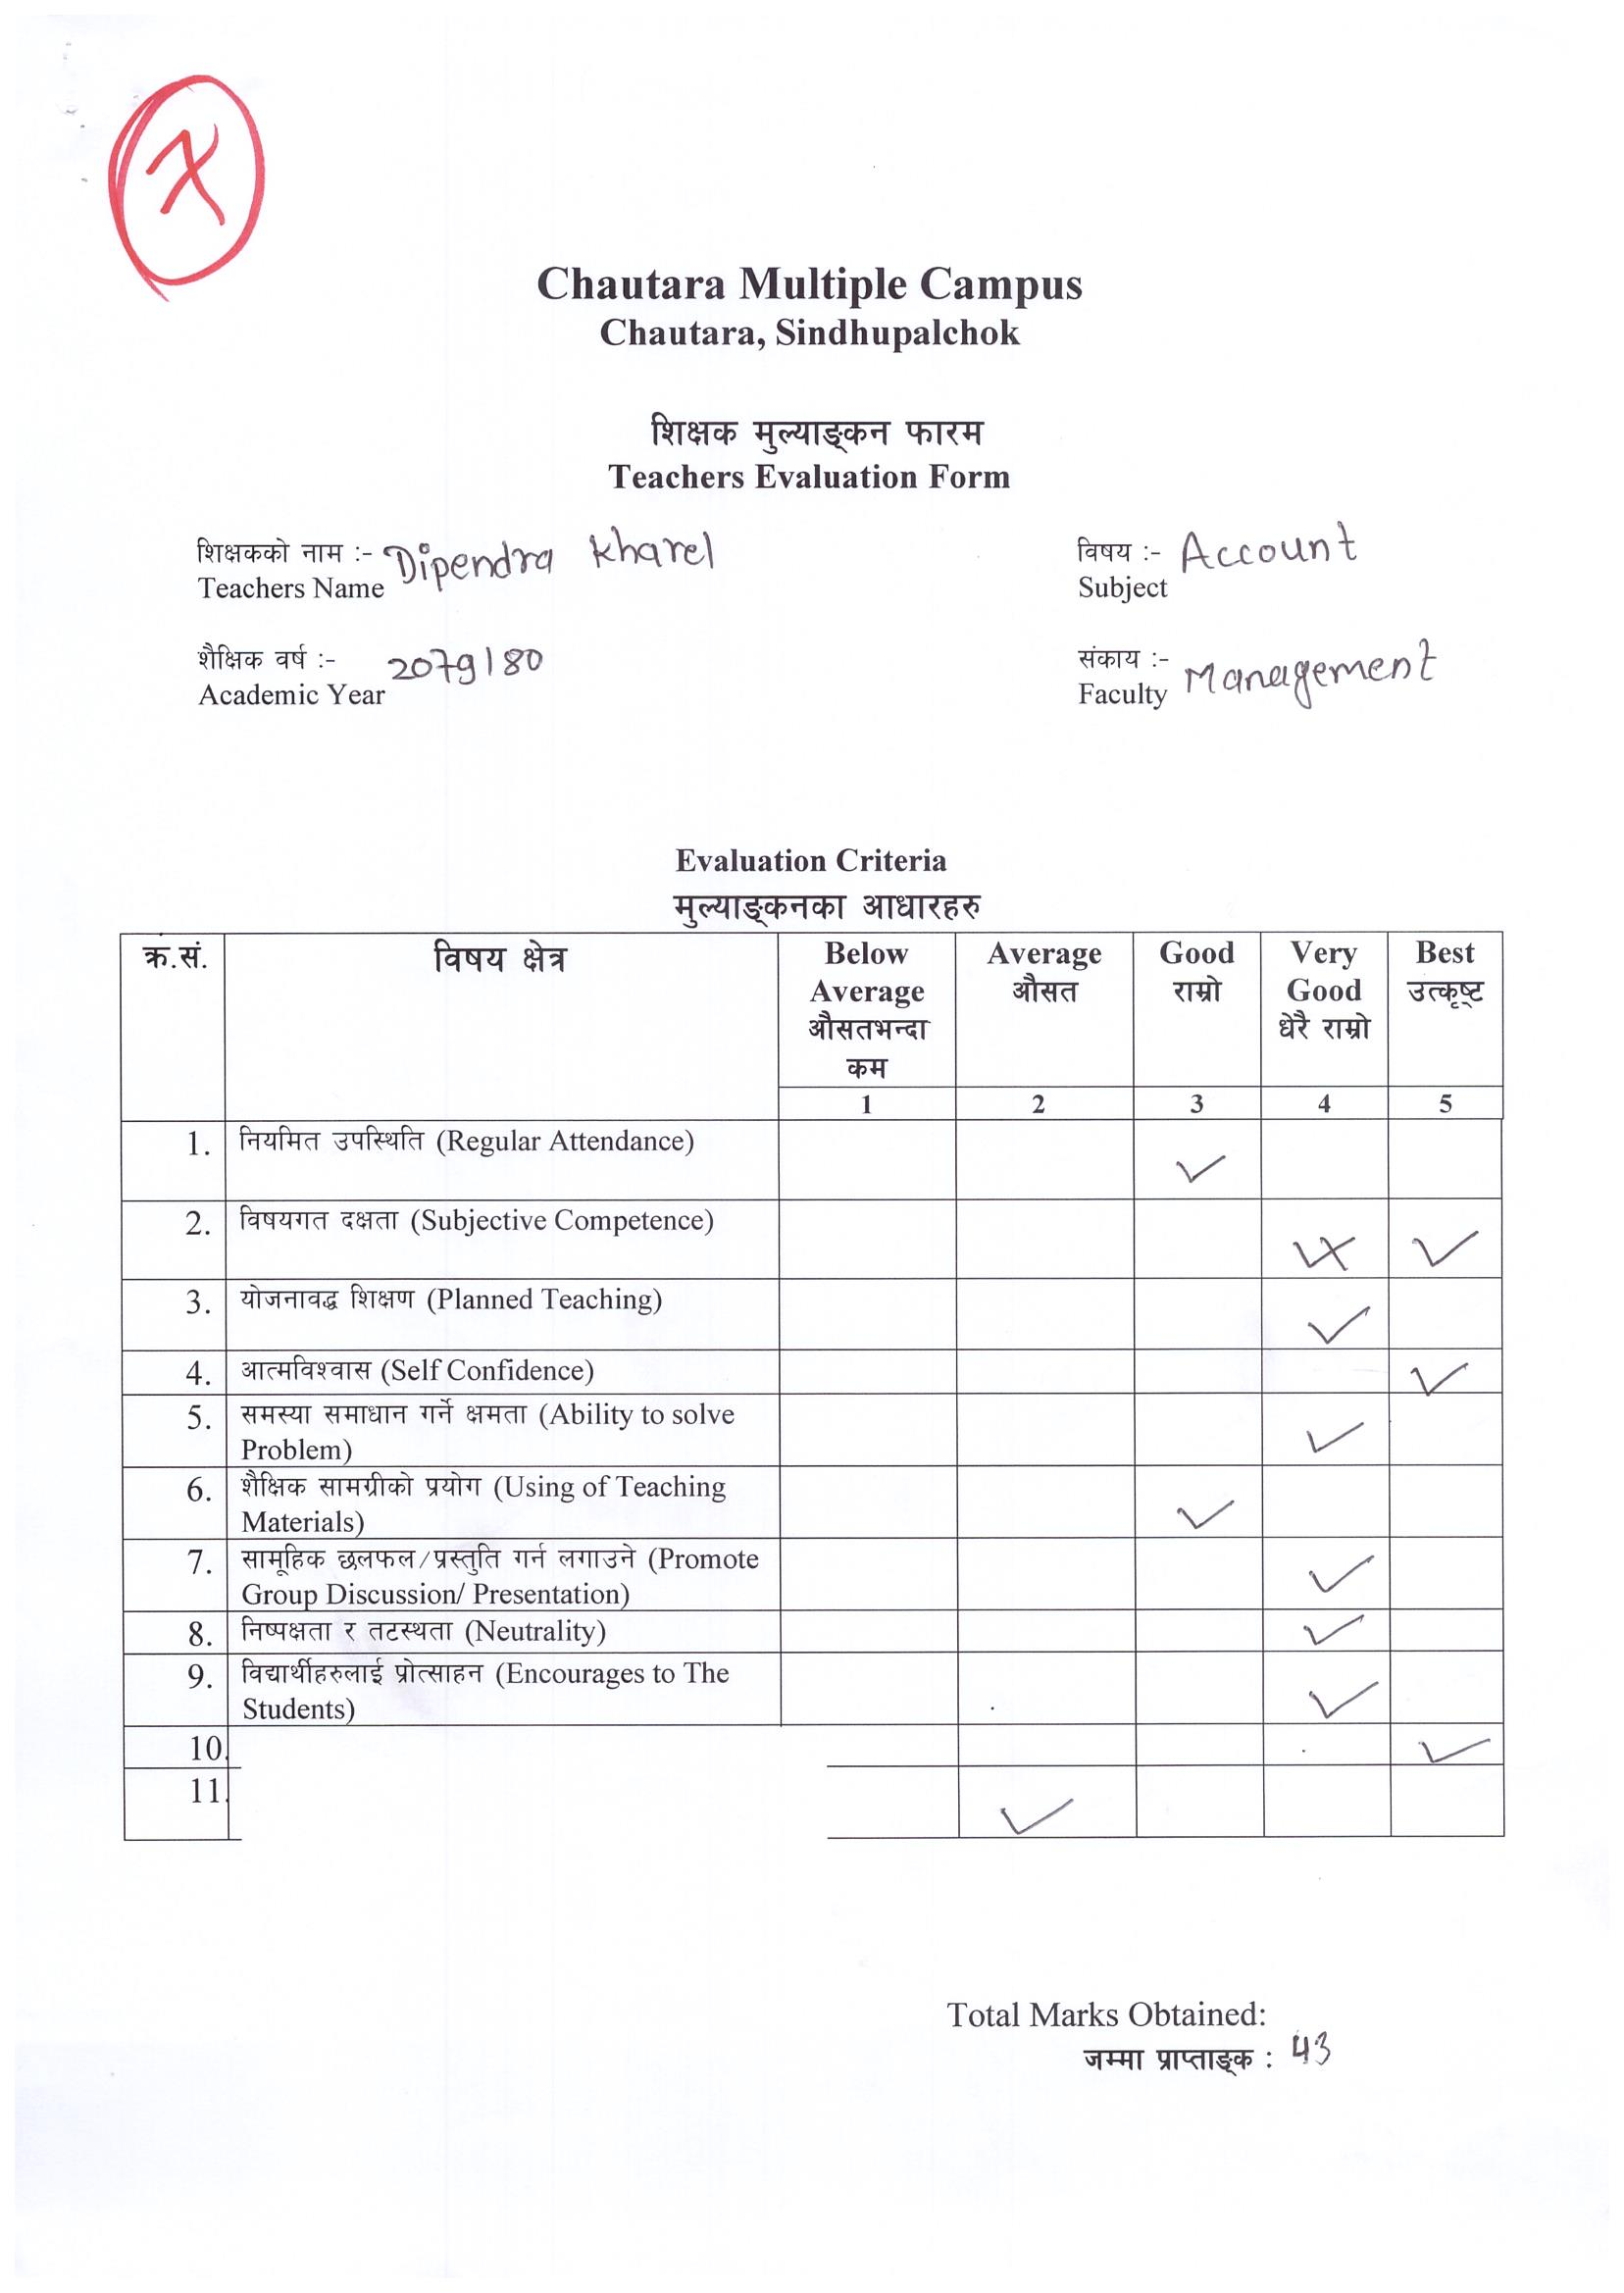 Chautara Multiple Campus
Chautara, Sindhupalchok
शिक्षक मुल्याङ्कन फारम
Teachers Evaluation Form
शिक्षकको नाम :- Dipendra Kharel
Teachers Name
विषय :- Account
Subject
शैक्षिक वर्ष :- 2079/80
Academic Year
संकाय :- Management
Faculty
Evaluation Criteria
मुल्याङ्कनका आधारहरु
क्र.सं. विषय क्षेत्र Below Average औसतभन्दा कम Average औसत Good राम्रो Very Good धेरै राम्रो Best उत्कृष्ट
1 2 3 4 5
1. नियमित उपस्थिति (Regular Attendance) ✓
2. विषयगत दक्षता (Subjective Competence) ✓
3. योजनावद्ध शिक्षण (Planned Teaching) ✓
4. आत्मविश्वास (Self Confidence) ✓
5. समस्या समाधान गर्ने क्षमता (Ability to solve ✓
Problem)
6. शैक्षिक सामग्रीको प्रयोग (Using of Teaching ✓
Materials)
7. सामूहिक छलफल/प्रस्तुति गर्न लगाउने (Promote ✓
Group Discussion/ Presentation)
8. निष्पक्षता र तटस्थता (Neutrality) ✓
9. विद्यार्थीहरुलाई प्रोत्साहन (Encourages to The ✓
Students)
10. ✓
11. ✓
Total Marks Obtained:
जम्मा प्राप्ताङ्क : 43